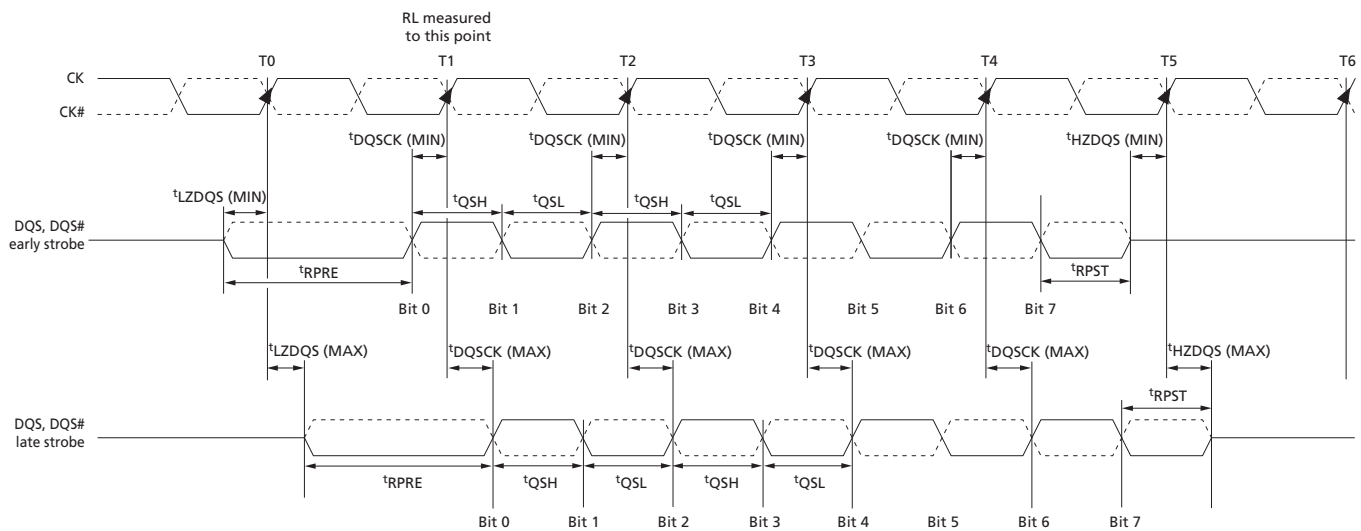 RL measured
to this point
T0 T1 T2 T3 T4 T5 T6
CK
CK#
tDQSCK (MIN) tDQSCK (MIN) tDQSCK (MIN) tDQSCK (MIN) tHZDQS (MIN)
tLZDQS (MIN)
tQSH tQSL tQSH tQSL
DQS, DQS#
early strobe
tRPRE tRPST
Bit 0 Bit 1 Bit 2 Bit 3 Bit 4 Bit 5 Bit 6 Bit 7
tLZDQS (MAX) tDQSCK (MAX) tDQSCK (MAX) tDQSCK (MAX) tDQSCK (MAX) tHZDQS (MAX)
tRPST
DQS, DQS#
late strobe
tRPRE tQSH tQSL tQSH tQSL
Bit 0 Bit 1 Bit 2 Bit 3 Bit 4 Bit 5 Bit 6 Bit 7